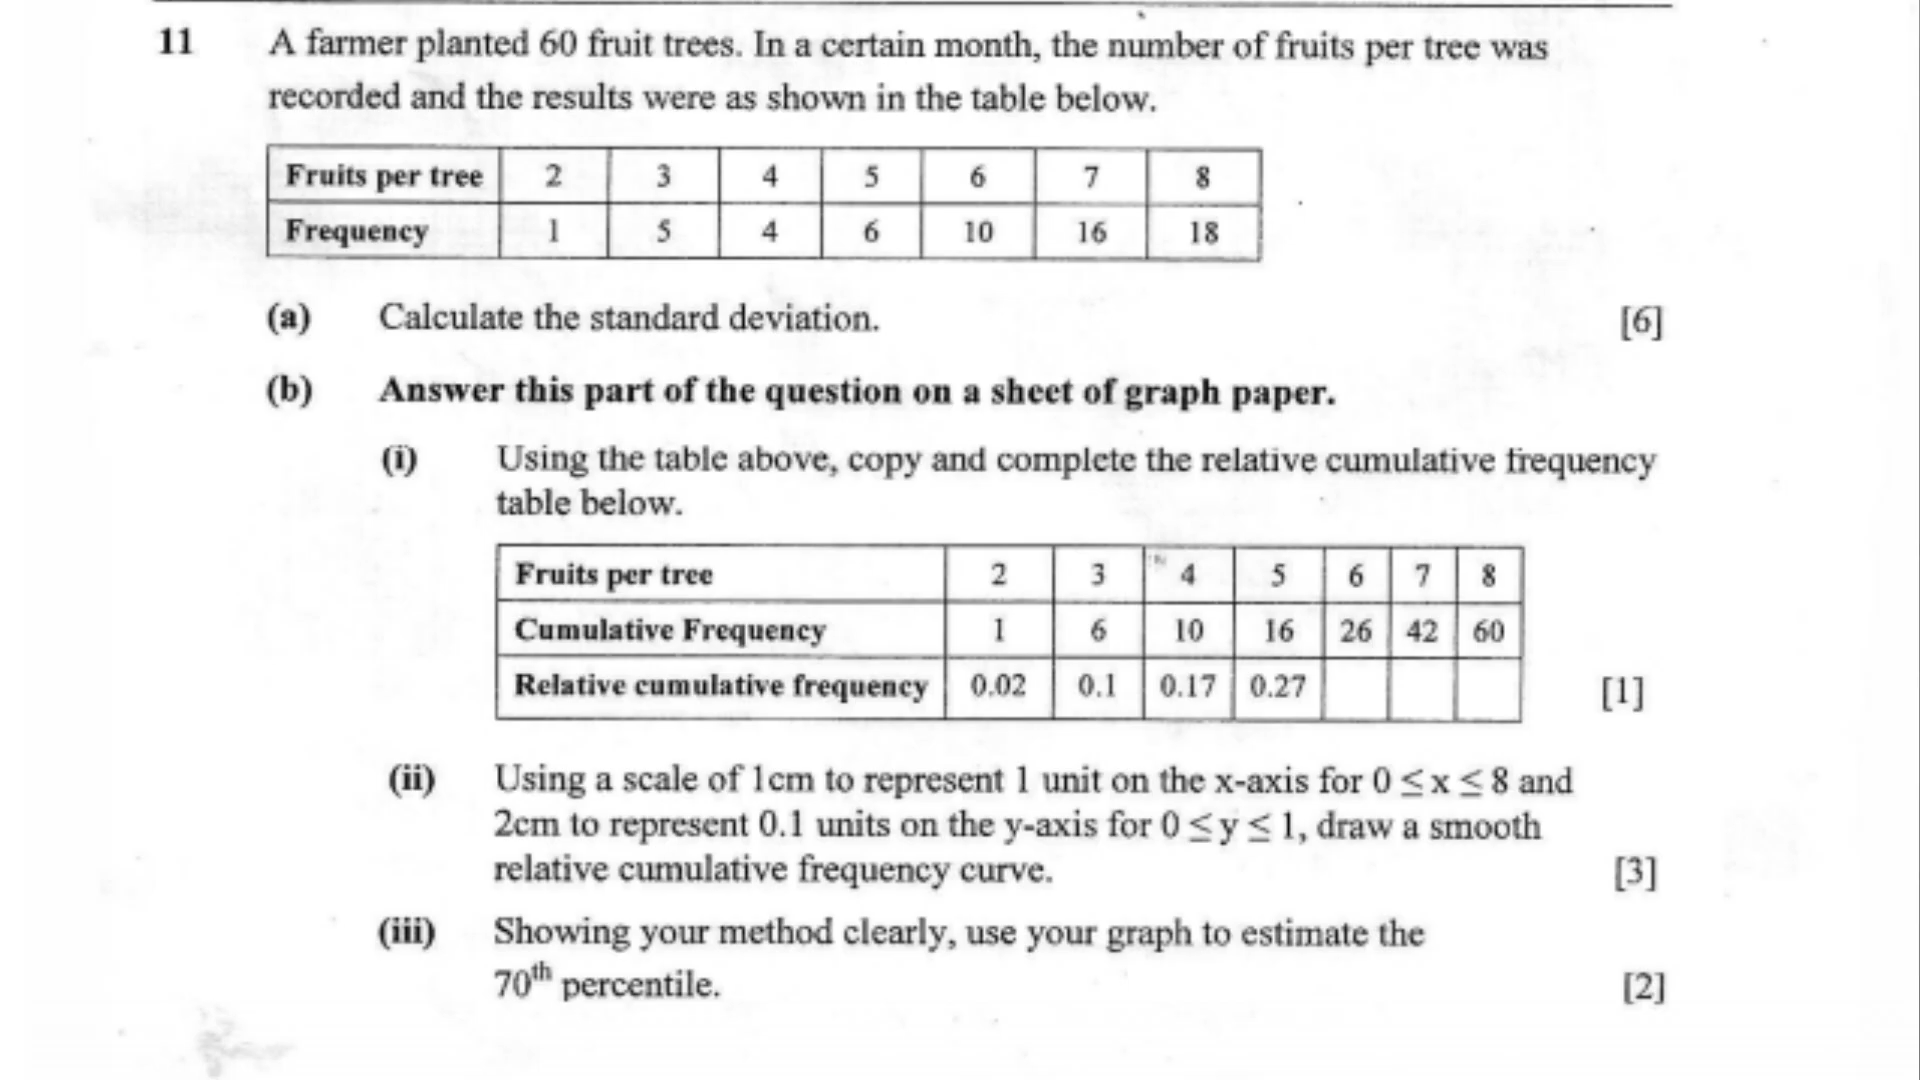 11 A farmer planted 60 fruit trees. In a certain month, the number of fruits per tree was
recorded and the results were as shown in the table below.
Fruits per tree 2 3 4 5 6 7 8
Frequency 1 5 4 6 10 16 18
(a) Calculate the standard deviation. [6]
(b) Answer this part of the question on a sheet of graph paper.
(i) Using the table above, copy and complete the relative cumulative frequency
table below.
Fruits per tree 2 3 4 5 6 7 8
Cumulative Frequency 1 6 10 16 26 42 60
Relative cumulative frequency 0.02 0.1 0.17 0.27 [1]
(ii) Using a scale of 1cm to represent 1 unit on the x-axis for 0 ≤ x ≤ 8 and
2cm to represent 0.1 units on the y-axis for 0 ≤ y ≤ 1, draw a smooth
relative cumulative frequency curve. [3]
(iii) Showing your method clearly, use your graph to estimate the
70th percentile. [2]